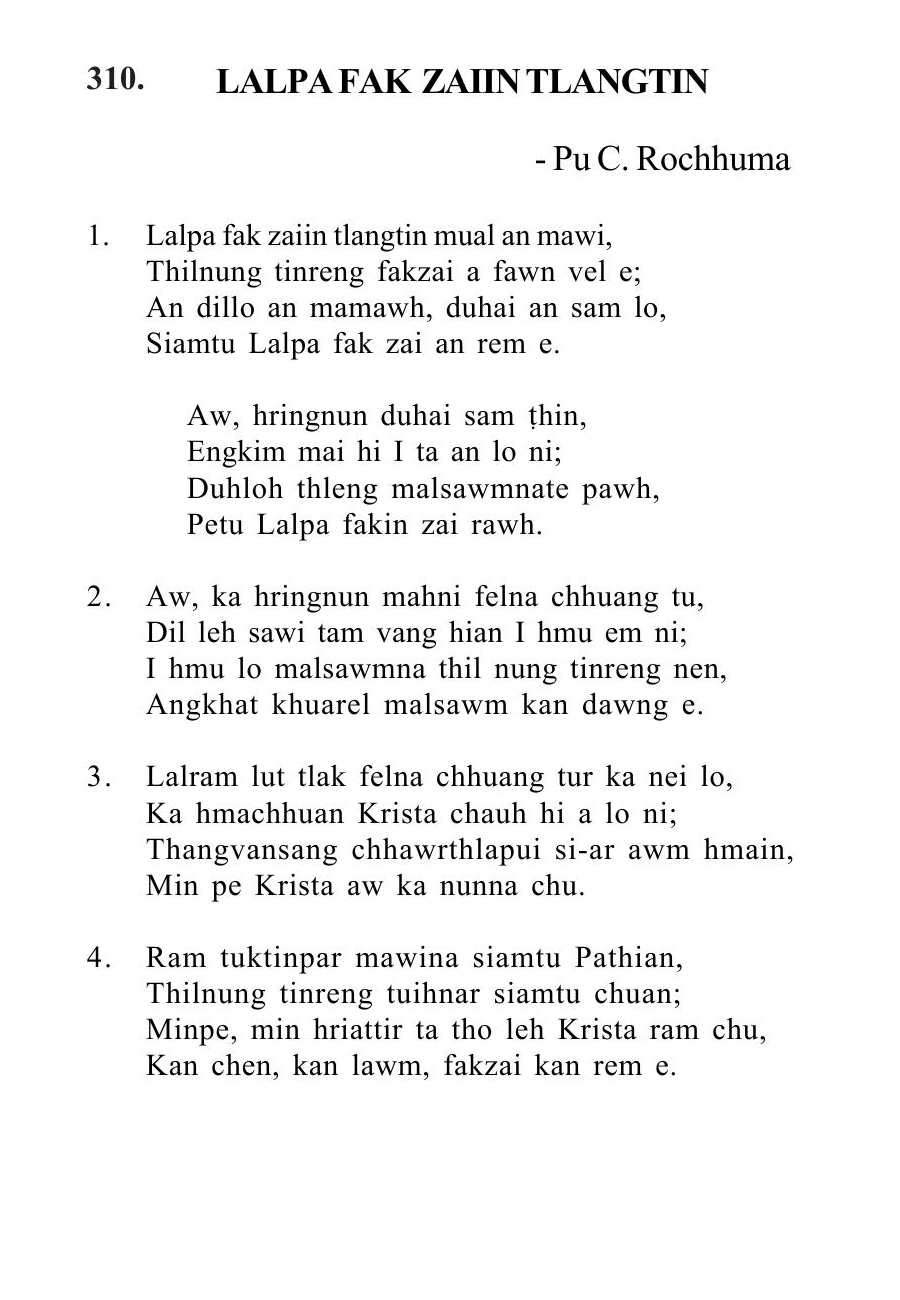 310. LALPA FAK ZAIIN TLANGTIN
- Pu C. Rochhuma
1. Lalpa fak zaiin tlangtin mual an mawi,
Thilnung tinreng fakzai a fawn vel e;
An dillo an mamawh, duhai an sam lo,
Siamtu Lalpa fak zai an rem e.
Aw, hringnun duhai sam ṭhin,
Engkim mai hi I ta an lo ni;
Duhloh thleng malsawmnate pawh,
Petu Lalpa fakin zai rawh.
2. Aw, ka hringnun mahni felna chhuang tu,
Dil leh sawi tam vang hian I hmu em ni;
I hmu lo malsawmna thil nung tinreng nen,
Angkhat khuarel malsawm kan dawng e.
3. Lalram lut tlak felna chhuang tur ka nei lo,
Ka hmachhuan Krista chauh hi a lo ni;
Thangvansang chhawrthlapui si-ar awm hmain,
Min pe Krista aw ka nunna chu.
4. Ram tuktinpar mawina siamtu Pathian,
Thilnung tinreng tuihnar siamtu chuan;
Minpe, min hriattir ta tho leh Krista ram chu,
Kan chen, kan lawm, fakzai kan rem e.